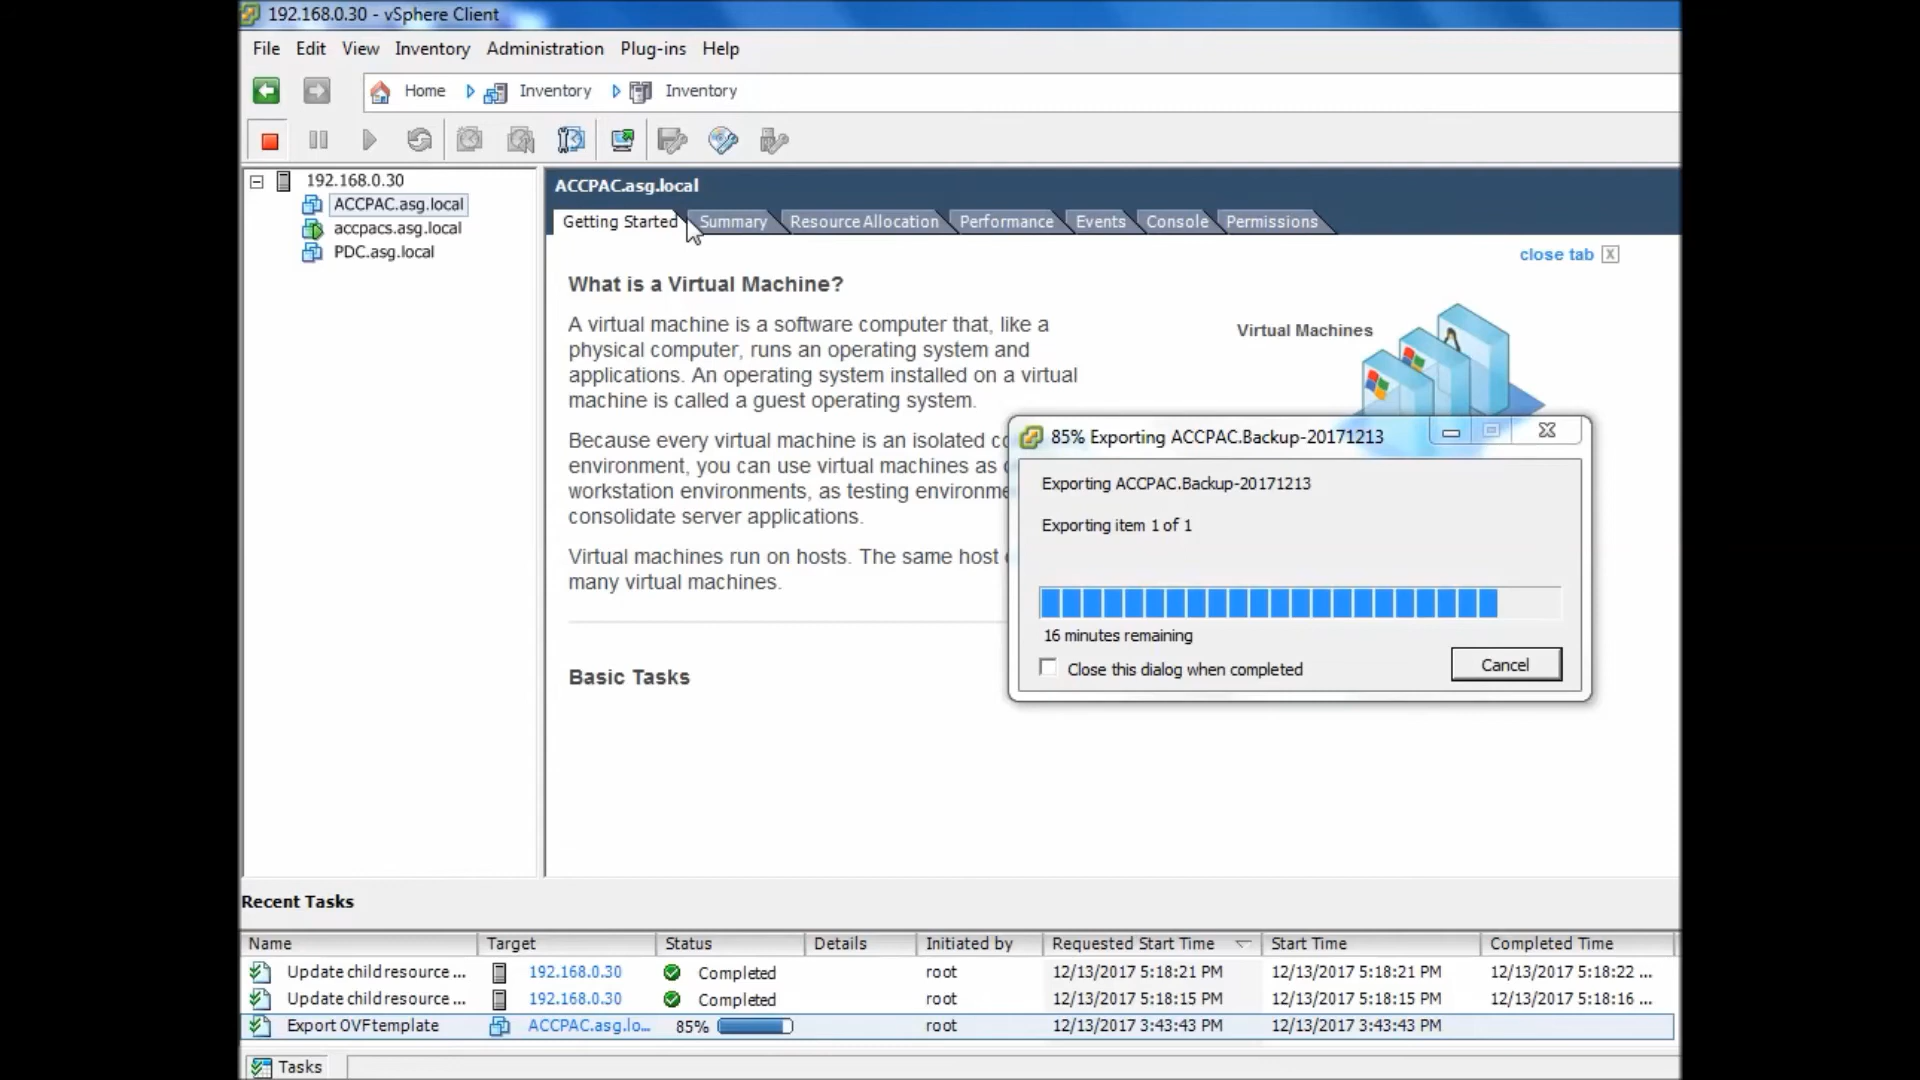 192.168.0.30 - vSphere Client
File Edit View Inventory Administration Plug-ins Help
Home Inventory Inventory
192.168.0.30
ACCPAC.asg.local
accpacs.asg.local
PDC.asg.local
ACCPAC.asg.local
Getting Started Summary Resource Allocation Performance Events Console Permissions
close tab X
What is a Virtual Machine?
A virtual machine is a software computer that, like a
physical computer, runs an operating system and
applications. An operating system installed on a virtual
machine is called a guest operating system.
Virtual Machines
Because every virtual machine is an isolated co
environment, you can use virtual machines as
workstation environments, as testing environme
consolidate server applications.
Virtual machines run on hosts. The same host
many virtual machines.
Basic Tasks
85% Exporting ACCPAC.Backup-20171213
Exporting ACCPAC.Backup-20171213
Exporting item 1 of 1
16 minutes remaining
Close this dialog when completed
Cancel
Recent Tasks
Name Target Status Details Initiated by Requested Start Time Start Time Completed Time
Update child resource ... 192.168.0.30 Completed root 12/13/2017 5:18:21 PM 12/13/2017 5:18:21 PM 12/13/2017 5:18:22 ...
Update child resource ... 192.168.0.30 Completed root 12/13/2017 5:18:15 PM 12/13/2017 5:18:15 PM 12/13/2017 5:18:16 ...
Export OVF template ACCPAC.asg.lo... 85% root 12/13/2017 3:43:43 PM 12/13/2017 3:43:43 PM
Tasks